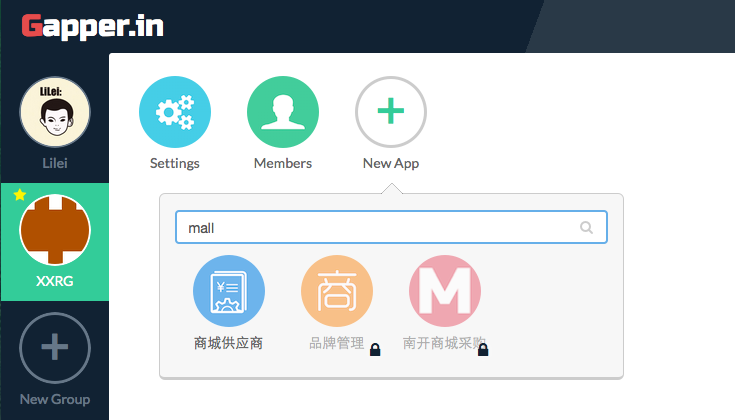 Gapper.in
LiLei:
Lilei
XXRG
New Group
Settings
Members
New App
mall
¥
商
M
商城供应商
品牌管理
南开商城采购